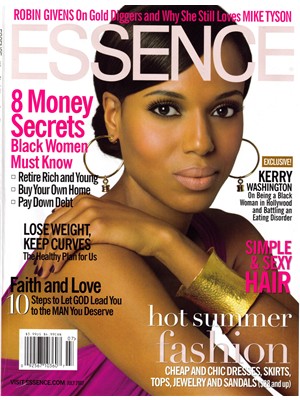 ROBIN GIVENS On Gold Diggers and Why She Still Loves MIKE TYSON
ESSENCE
8 Money
Secrets
Black Women
Must Know
Retire Rich and Young
Buy Your Own Home
Pay Down Debt
LOSE WEIGHT,
KEEP CURVES
The Healthy Plan for Us
Faith and Love
10 Steps to Let GOD Lead You
to the MAN You Deserve
EXCLUSIVE!
KERRY
WASHINGTON
On Being a Black
Woman in Hollywood
and Battling an
Eating Disorder
SIMPLE
& SEXY
HAIR
hot summer
fashion
CHEAP AND CHIC DRESSES, SKIRTS,
TOPS, JEWELRY AND SANDALS
VISIT ESSENCE.COM